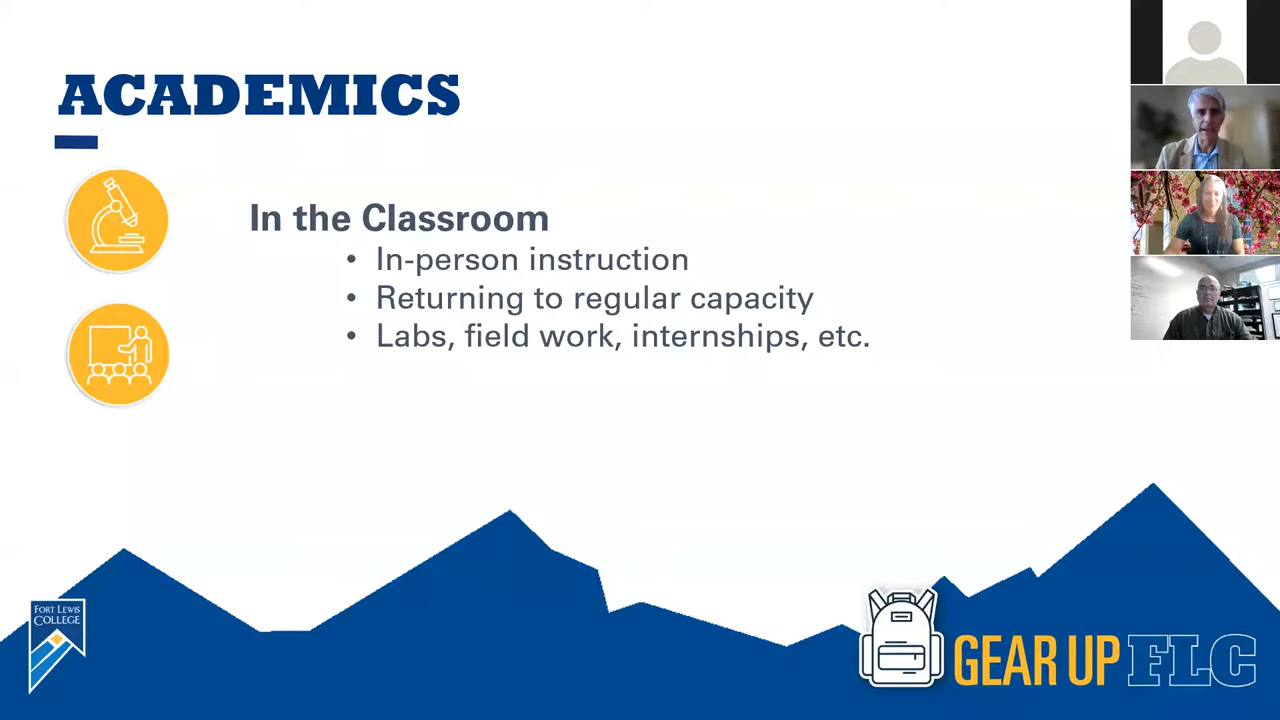 ACADEMICS
In the Classroom
• In-person instruction
• Returning to regular capacity
• Labs, field work, internships, etc.
FORT LEWIS
COLLEGE
GEAR UP FLC